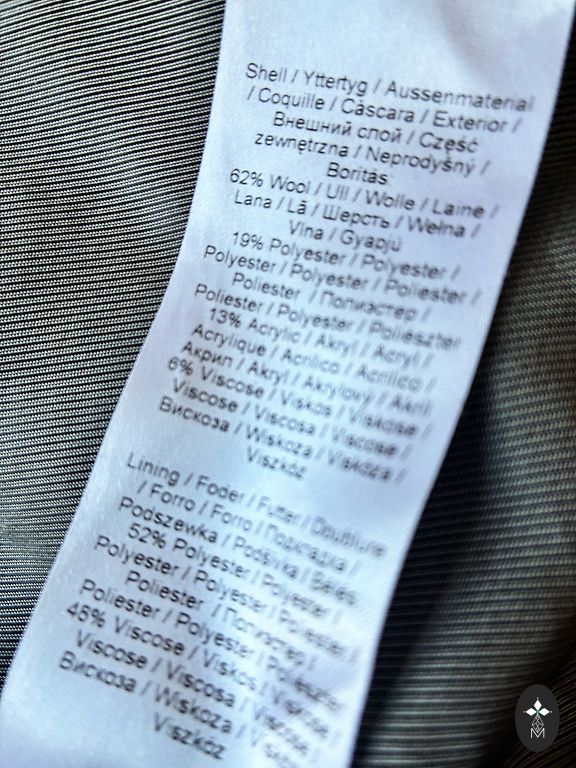 Shell / Yttertyg / Aussenmaterial
/ Coquille / Càscara / Exterior /
Внешний слой / Część
zewnętrzna / Neprodyšný /
Borítás:
62% Wool / Ull / Wolle / Laine /
Lana / Lã / Шерсть / Wełna /
Vlna / Gyapjú
19% Polyester / Polyester /
Polyester / Polyester / Poliester /
Poliester / Полиэстер /
Poliester / Polyester / Poliészter
13% Acrylic / Akryl / Acryl /
Acrylique / Acrílico / Acrílico /
Акрил / Akryl / Akrylový / Akril
6% Viscose / Viskos / Viskose /
Viscose / Viscosa / Viscose /
Вискоза / Wiskoza / Viskóza /
Viszkóz
Lining / Foder / Futter / Doublure
/ Forro / Forro / Подкладка /
Podszewka / Podšívka / Bélés:
52% Polyester / Polyester /
Polyester / Polyester / Poliester /
Poliester / Полиэстер /
Poliester / Polyester / Poliészter
48% Viscose / Viskos / Viskose /
Viscose / Viscosa / Viscose /
Вискоза / Wiskoza / Viskóza /
Viszkóz
M